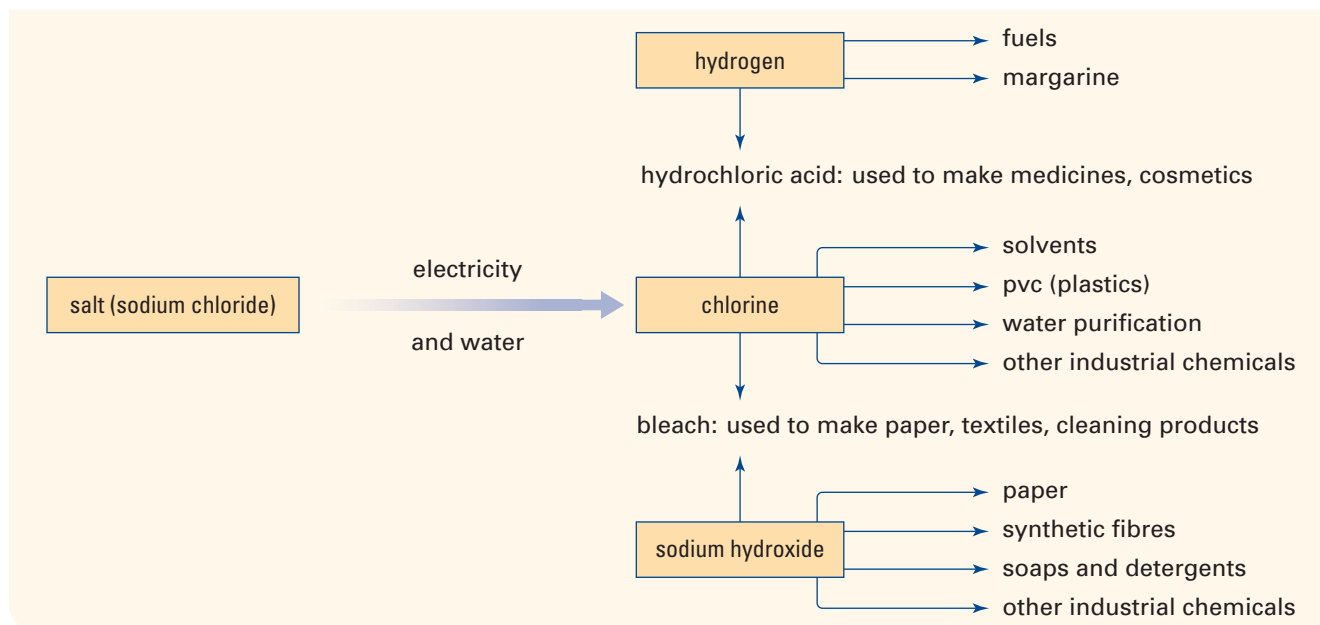 hydrogen
fuels
margarine
hydrochloric acid: used to make medicines, cosmetics
salt (sodium chloride)
electricity
and water
chlorine
solvents
pvc (plastics)
water purification
other industrial chemicals
bleach: used to make paper, textiles, cleaning products
sodium hydroxide
paper
synthetic fibres
soaps and detergents
other industrial chemicals